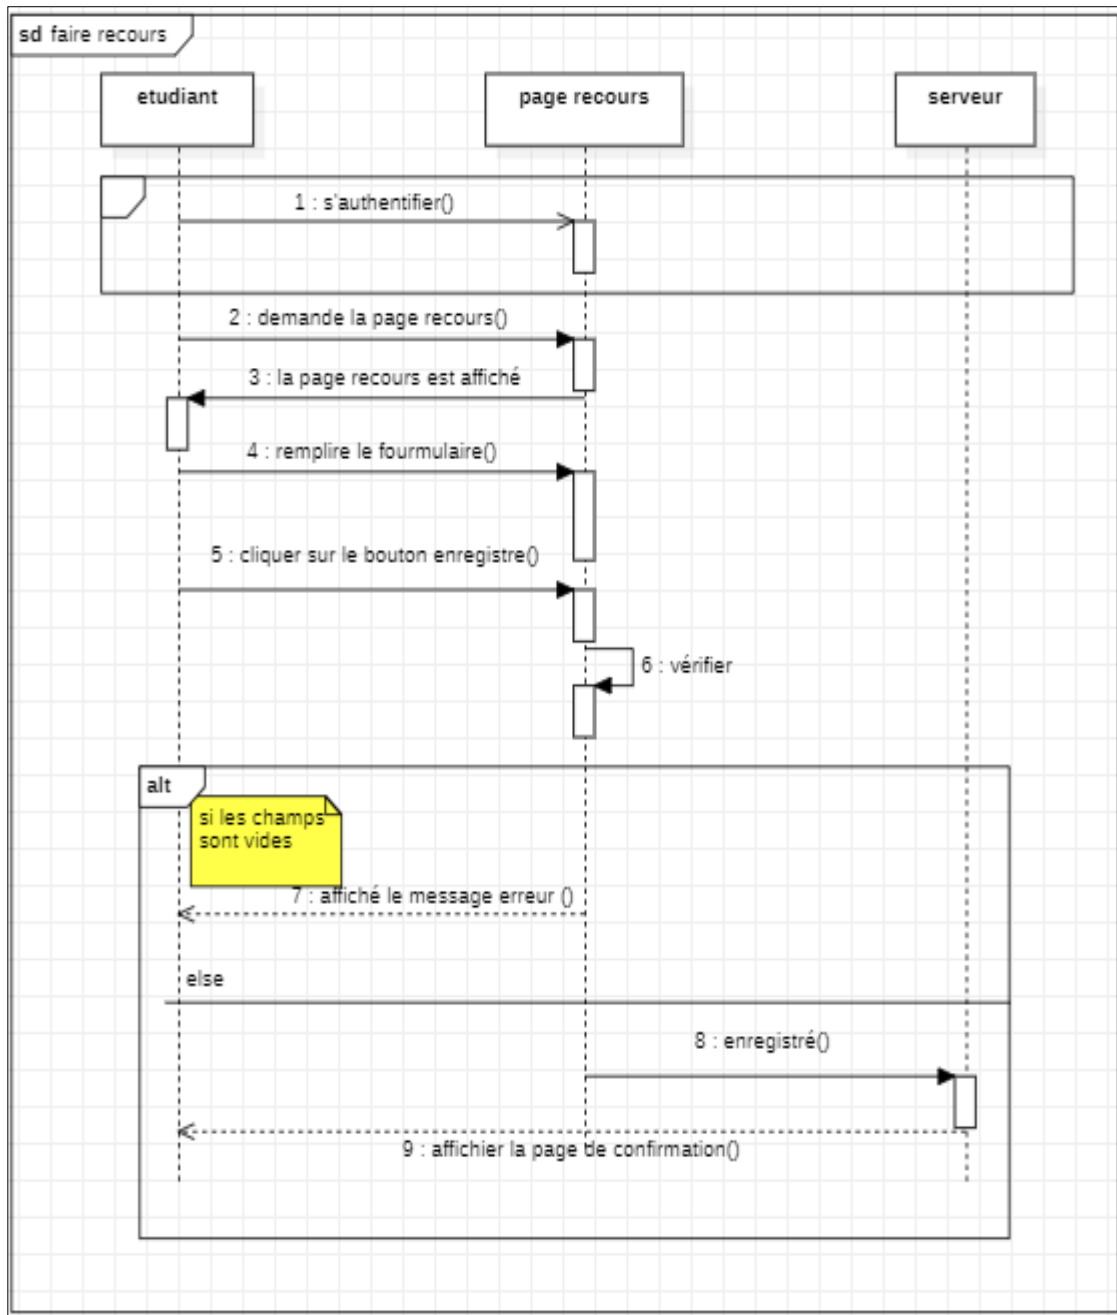 sd faire recours
etudiant
page recours
serveur
1 : s'authentifier()
2 : demande la page recours()
3 : la page recours est affiché
4 : remplire le fourmulaire()
5 : cliquer sur le bouton enregistre()
6 : vérifier
alt
si les champs
sont vides
7 : affiché le message erreur ()
else
8 : enregistré()
9 : affichier la page de confirmation()